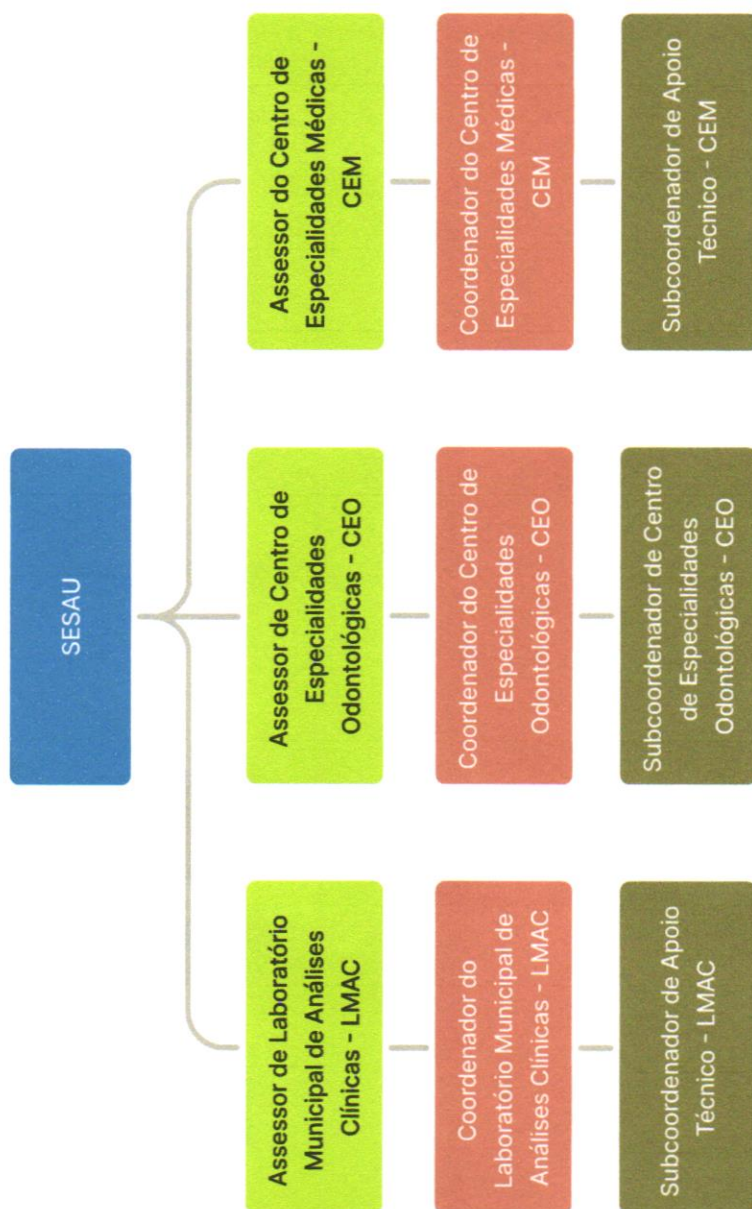 SESAU
Assessor de Laboratório
Municipal de Análises
Clínicas - LMAC
Assessor de Centro de
Especialidades
Odontológicas - CEO
Assessor do Centro de
Especialidades Médicas -
CEM
Coordenador do
Laboratório Municipal de
Análises Clínicas - LMAC
Coordenador do Centro de
Especialidades
Odontológicas - CEO
Coordenador do Centro de
Especialidades Médicas -
CEM
Subcoordenador de Apoio
Técnico - LMAC
Subcoordenador de Centro
de Especialidades
Odontológicas - CEO
Subcoordenador de Apoio
Técnico - CEM